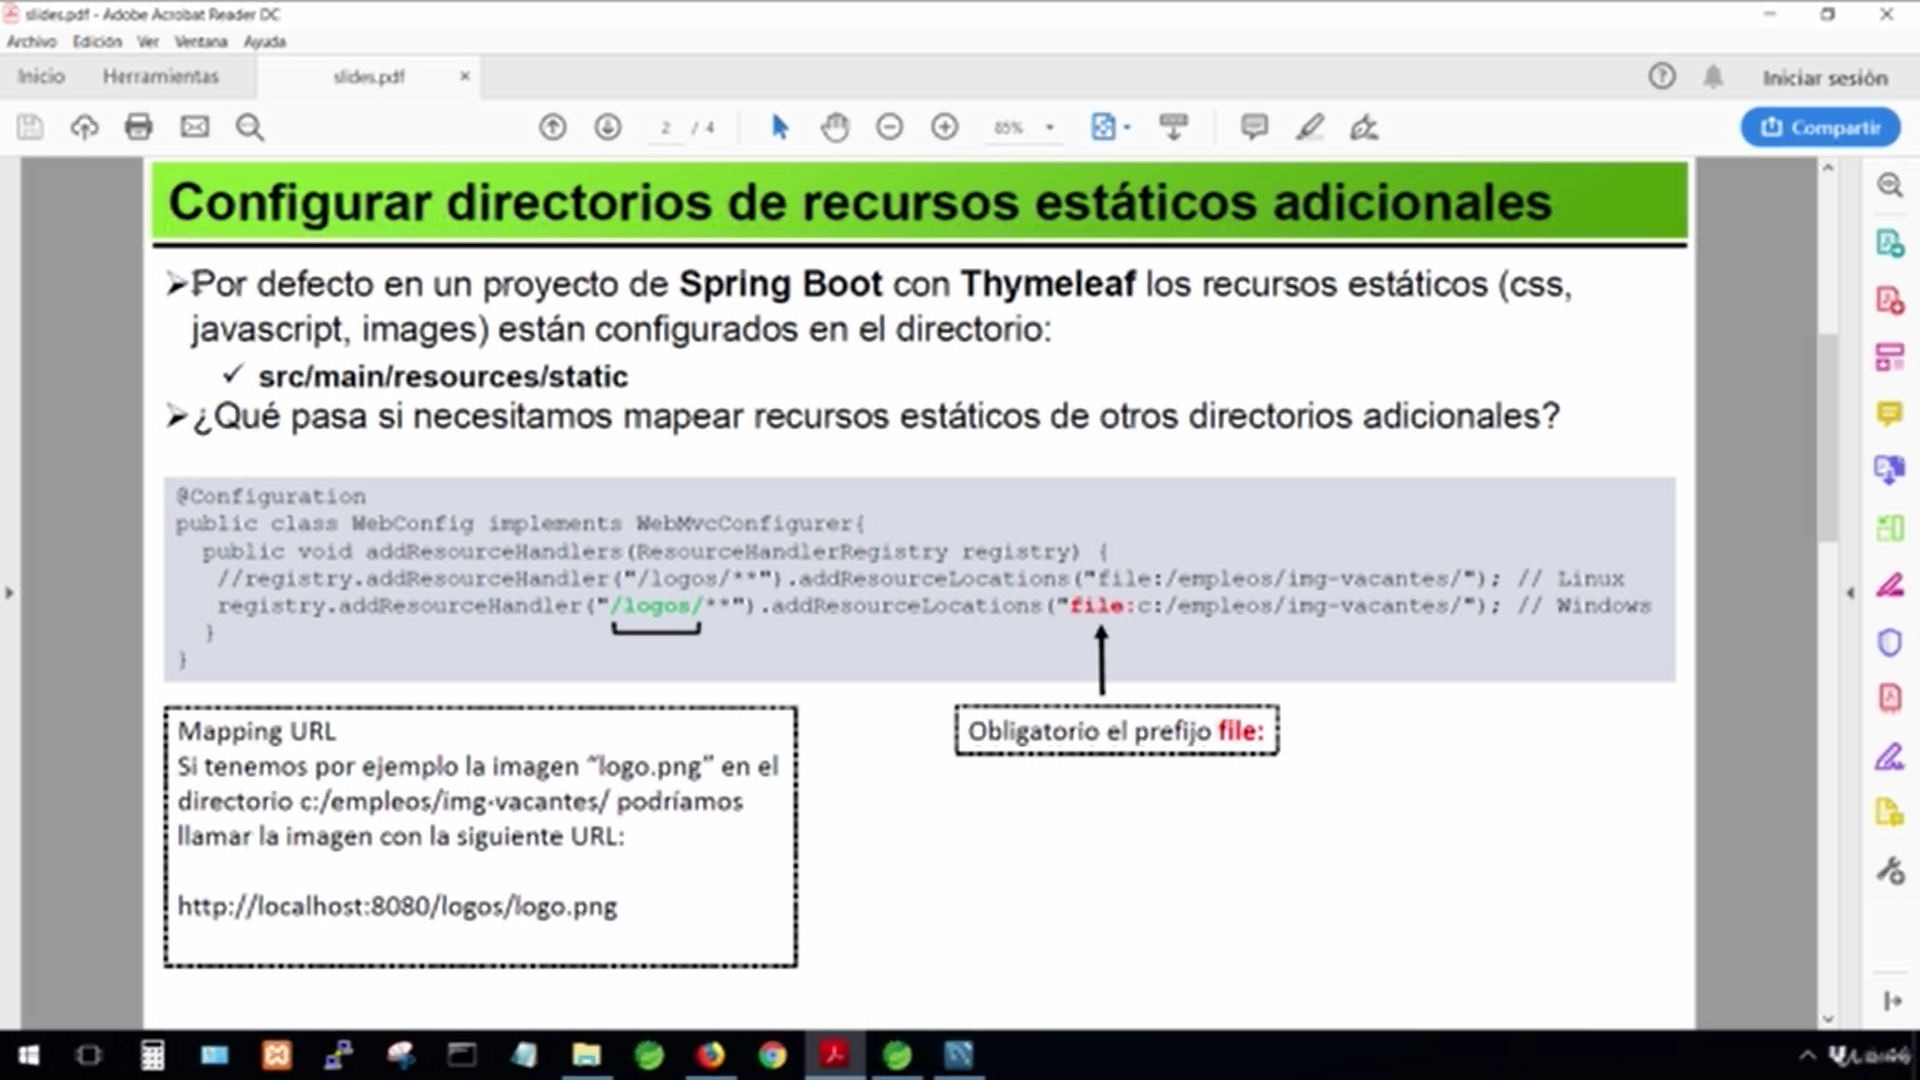 slides.pdf - Adobe Acrobat Reader DC
Archivo Edición Ver Ventana Ayuda
Inicio Herramientas slides.pdf Iniciar sesión
2 / 4 85% Compartir
Configurar directorios de recursos estáticos adicionales
Por defecto en un proyecto de Spring Boot con Thymeleaf los recursos estáticos (css,
javascript, images) están configurados en el directorio:
src/main/resources/static
¿Qué pasa si necesitamos mapear recursos estáticos de otros directorios adicionales?
@Configuration
public class WebConfig implements WebMvcConfigurer{
public void addResourceHandlers(ResourceHandlerRegistry registry) {
//registry.addResourceHandler("/logos/**").addResourceLocations("file:/empleos/img-vacantes/"); // Linux
registry.addResourceHandler("/logos/**").addResourceLocations("file:c:/empleos/img-vacantes/"); // Windows
}
}
Mapping URL
Si tenemos por ejemplo la imagen “logo.png” en el
directorio c:/empleos/img-vacantes/ podríamos
llamar la imagen con la siguiente URL:
http://localhost:8080/logos/logo.png
Obligatorio el prefijo file: